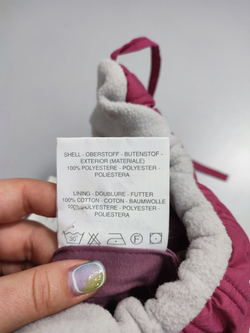 SHELL - OBERSTOFF - BUTENSTOF -
EXTERIOR (MATERIALE)
100% POLYESTERE - POLYESTER -
POLIESTERA
LINING - DOUBLURE - FUTTER
100% COTTON - COTON - BAUMWOLLE
100% POLYESTERE - POLYESTER -
POLIESTERA